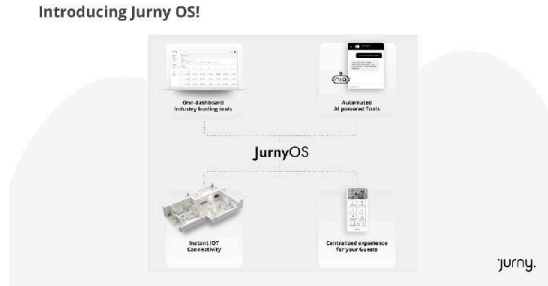 Introducing Jurny OS!
One-dashboard
Industry leading tools
Automated
AI powered Tools
JurnyOS
Instant IOT
Connectivity
Centralized experience
for your Guests
jurny.